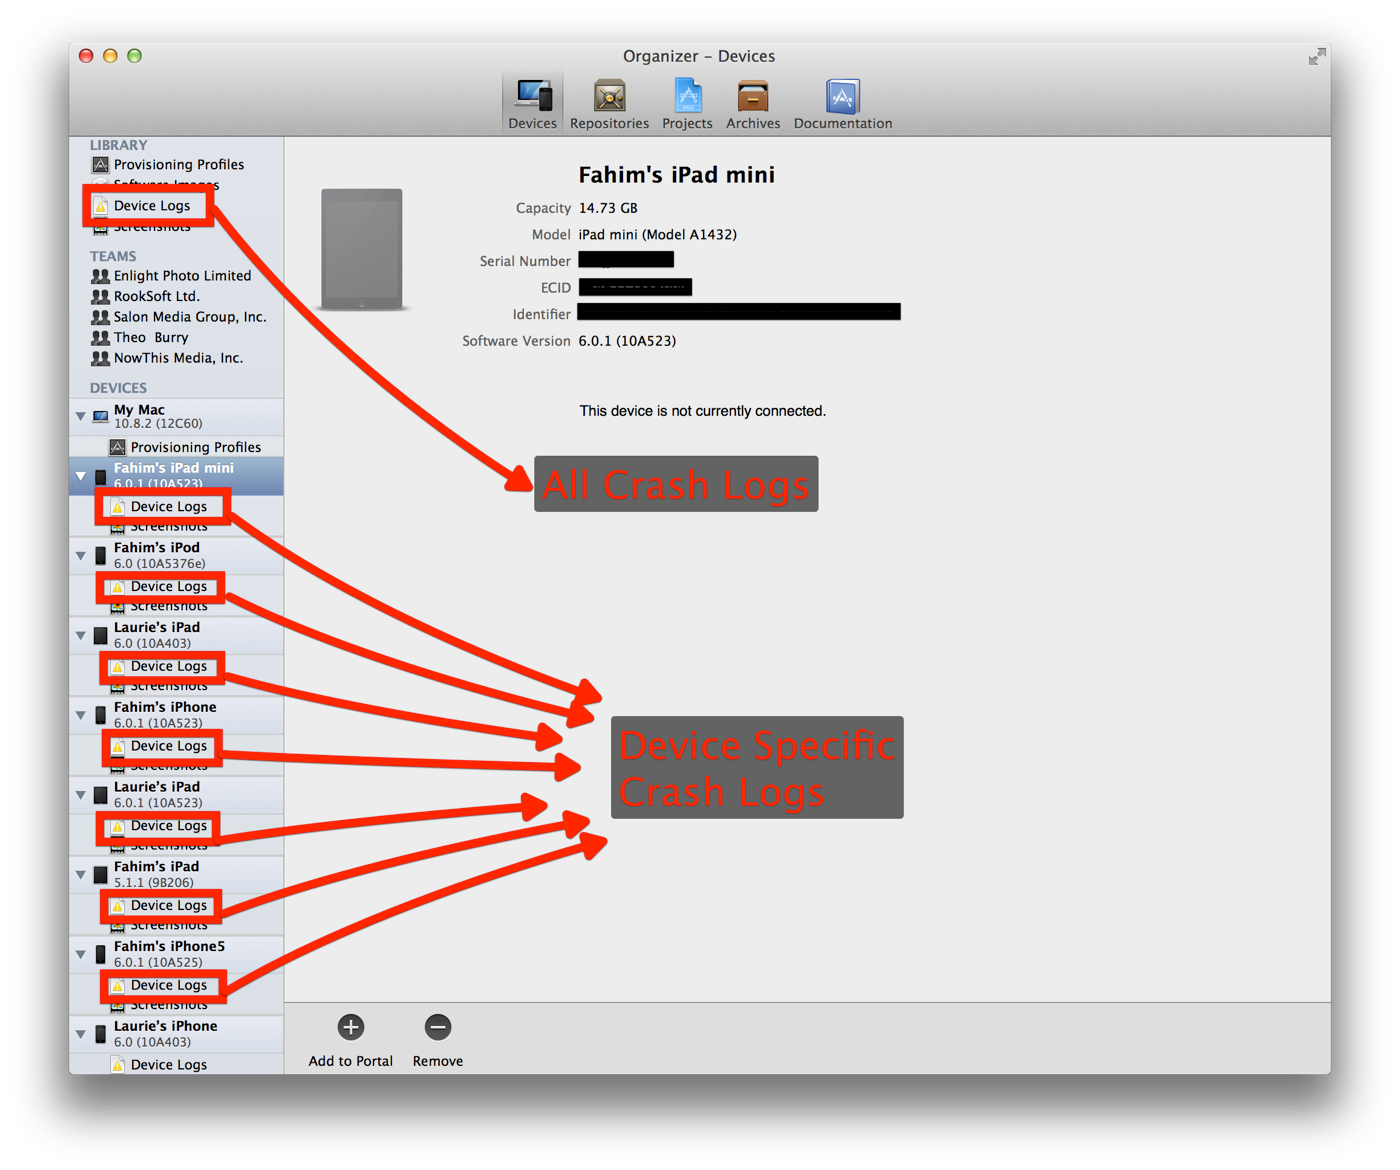 Organizer – Devices
Devices
Repositories
Projects
Archives
Documentation
LIBRARY
Provisioning Profiles
Software Images
Device Logs
Screenshots
TEAMS
Enlight Photo Limited
RookSoft Ltd.
Salon Media Group, Inc.
Theo Burry
NowThis Media, Inc.
DEVICES
My Mac
10.8.2 (12C60)
Provisioning Profiles
Fahim's iPad mini
6.0.1 (10A523)
Device Logs
Screenshots
Fahim's iPod
6.0 (10A5376e)
Device Logs
Screenshots
Laurie's iPad
6.0 (10A403)
Device Logs
Screenshots
Fahim's iPhone
6.0.1 (10A523)
Device Logs
Screenshots
Laurie's iPad
6.0.1 (10A523)
Device Logs
Screenshots
Fahim's iPad
5.1.1 (9B206)
Device Logs
Screenshots
Fahim's iPhone5
6.0.1 (10A525)
Device Logs
Screenshots
Laurie's iPhone
6.0 (10A403)
Device Logs
Fahim's iPad mini
Capacity 14.73 GB
Model iPad mini (Model A1432)
Serial Number
ECID
Identifier
Software Version 6.0.1 (10A523)
This device is not currently connected.
All Crash Logs
Device Specific
Crash Logs
Add to Portal
Remove